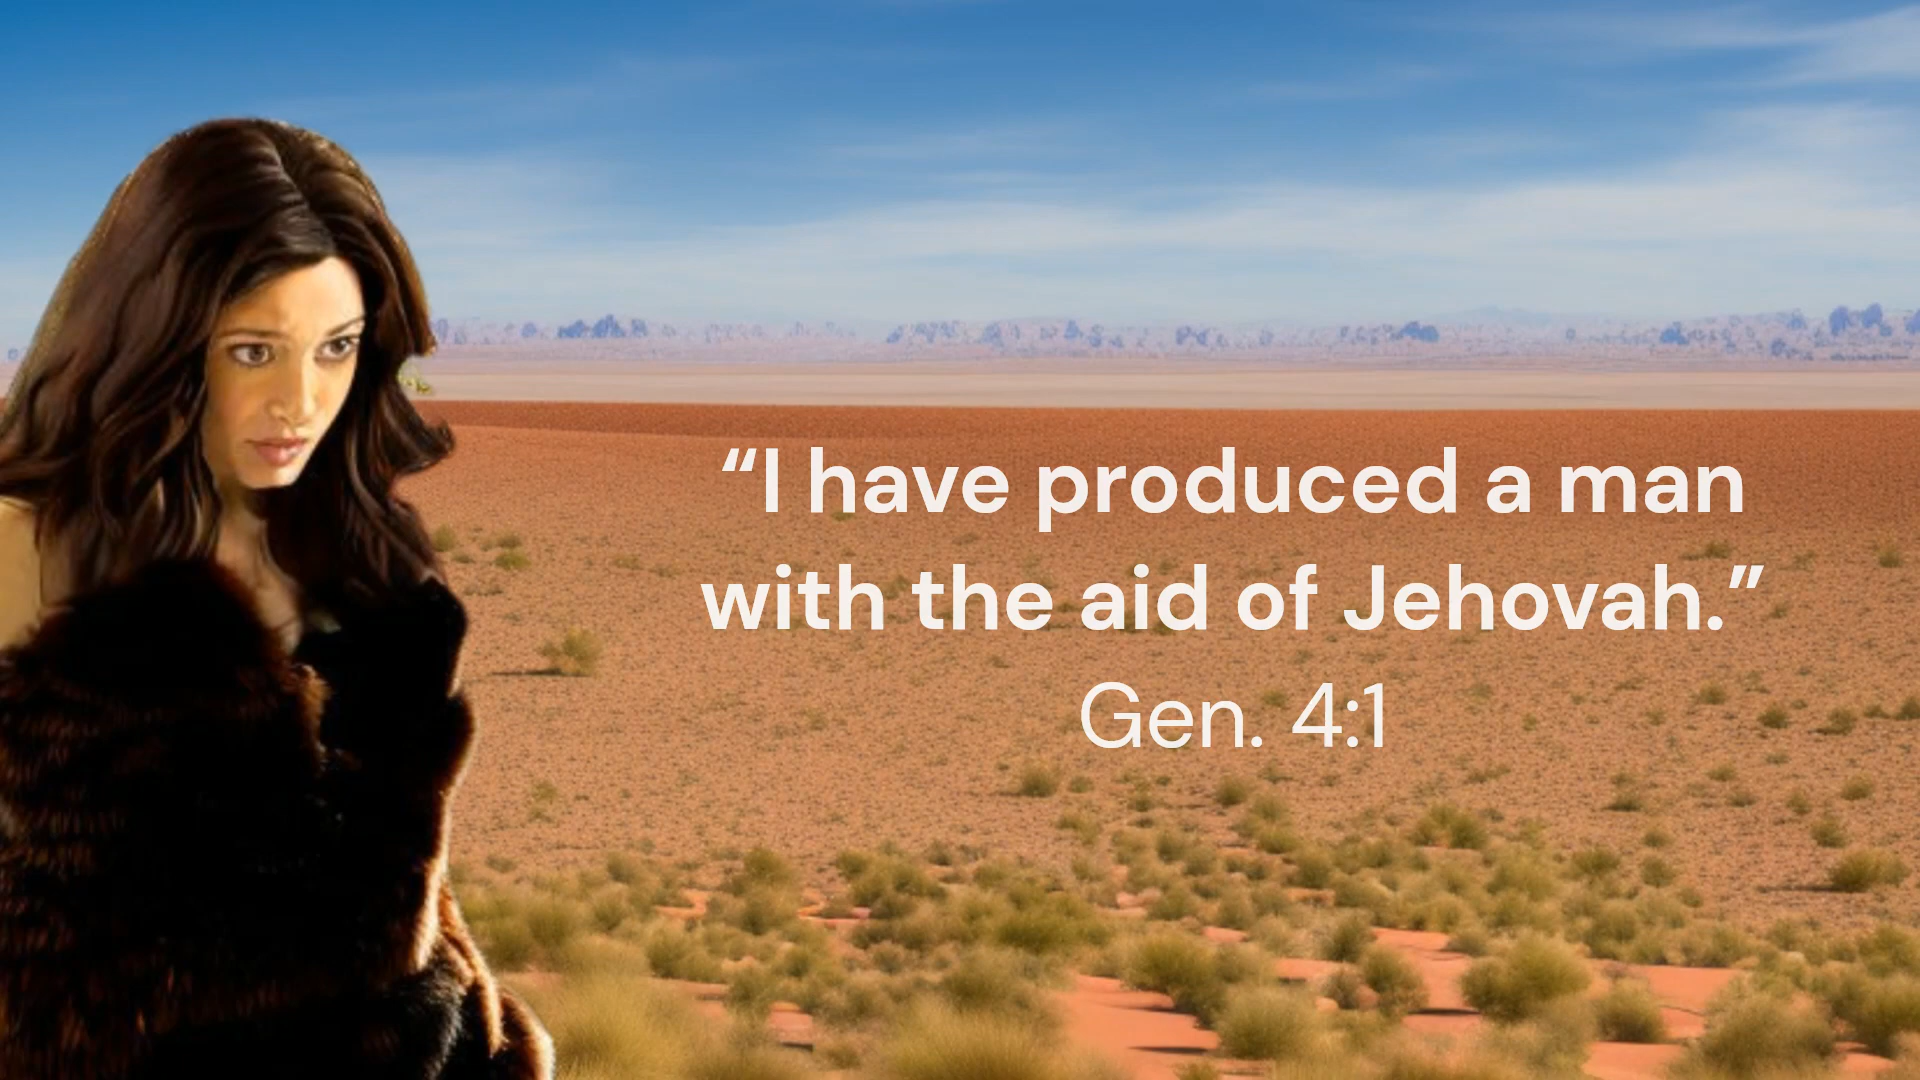 “I have produced a man
with the aid of Jehovah.”
Gen. 4:1